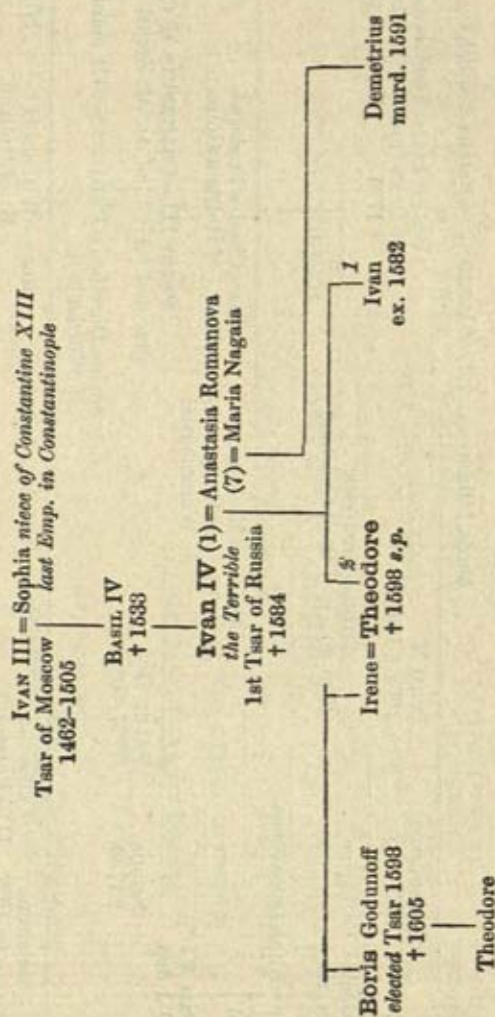 IVAN III = Sophia niece of Constantine XIII
Tsar of Moscow last Emp. in Constantinople
1462–1505
BASIL IV
† 1533
Ivan IV (1) = Anastasia Romanova
the Terrible (7) = Maria Nagaia
1st Tsar of Russia
† 1584
Boris Godunoff
elected Tsar 1598
† 1605
Theodore
Irene = Theodore
† 1598 s.p.
2
1
Ivan
ex. 1582
Demetrius
murd. 1591